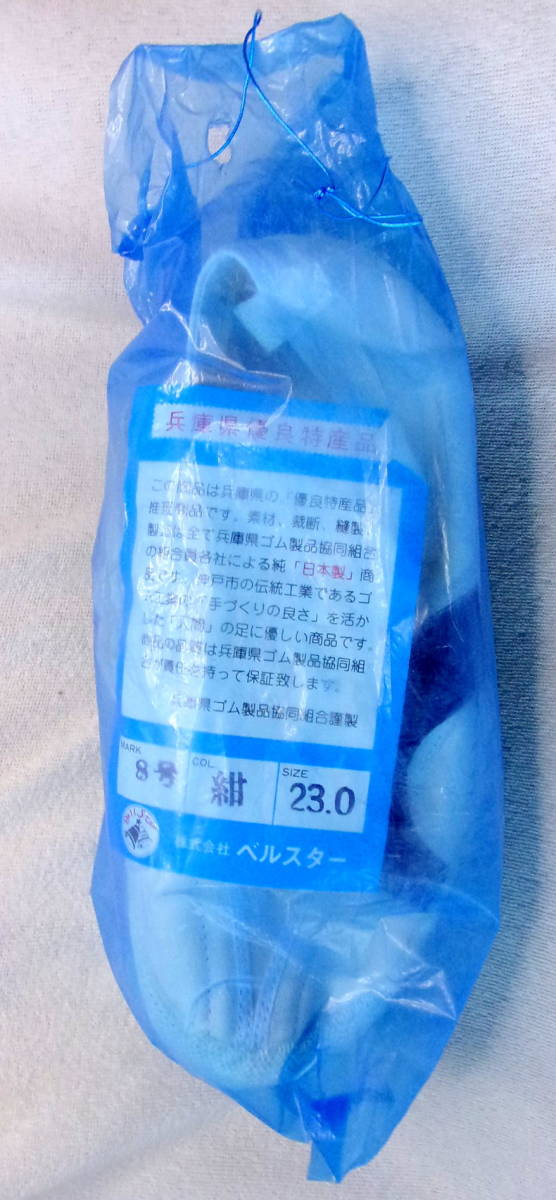 兵庫県優良特産品
この商品は兵庫県の「優良特産品」
推奨商品です。素材、裁断、縫製、
製造は全て兵庫県ゴム製品協同組合
の組合員各社による純「日本製」商
品です。神戸市の伝統工業であるゴ
ム工業の「手づくりの良さ」を活か
した「人間」の足に優しい商品です。
商品の品質は兵庫県ゴム製品協同組
合が責任を持って保証致します。
兵庫県ゴム製品協同組合謹製
MARK COL SIZE
8号 紺 23.0
株式会社 ベルスター